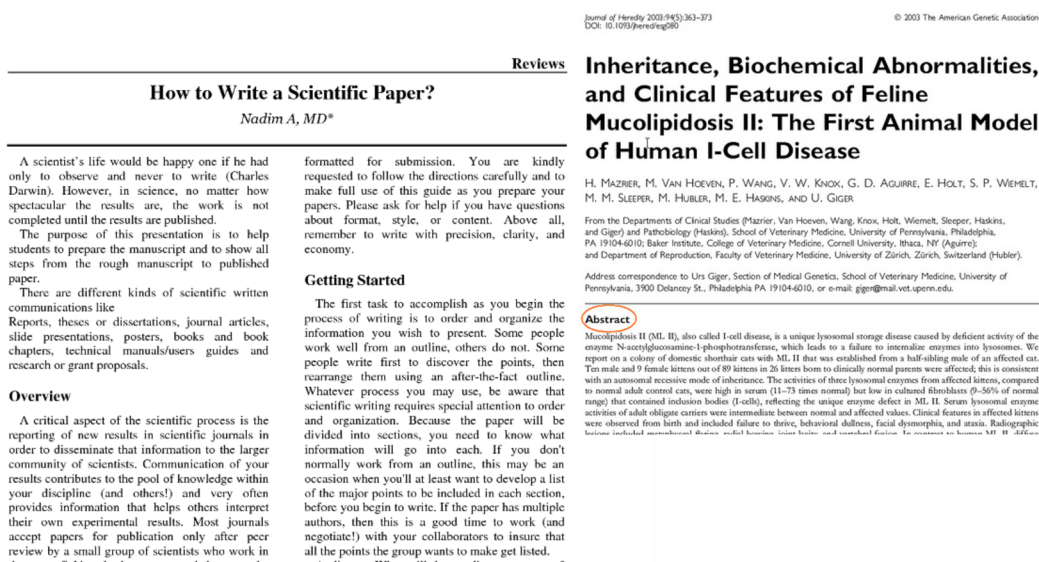 Reviews
How to Write a Scientific Paper?
Nadim A, MD*
A scientist's life would be happy one if he had
only to observe and never to write (Charles
Darwin). However, in science, no matter how
spectacular the results are, the work is not
completed until the results are published.
The purpose of this presentation is to help
students to prepare the manuscript and to show all
steps from the rough manuscript to published
paper.
There are different kinds of scientific written
communications like
Reports, theses or dissertations, journal articles,
slide presentations, posters, books and book
chapters, technical manuals/users guides and
research or grant proposals.
Overview
A critical aspect of the scientific process is the
reporting of new results in scientific journals in
order to disseminate that information to the larger
community of scientists. Communication of your
results contributes to the pool of knowledge within
your discipline (and others!) and very often
provides information that helps others interpret
their own experimental results. Most journals
accept papers for publication only after peer
review by a small group of scientists who work in
formatted for submission. You are kindly
requested to follow the directions carefully and to
make full use of this guide as you prepare your
papers. Please ask for help if you have questions
about format, style, or content. Above all,
remember to write with precision, clarity, and
economy.
Getting Started
The first task to accomplish as you begin the
process of writing is to order and organize the
information you wish to present. Some people
work well from an outline, others do not. Some
people write first to discover the points, then
rearrange them using an after-the-fact outline.
Whatever process you may use, be aware that
scientific writing requires special attention to order
and organization. Because the paper will be
divided into sections, you need to know what
information will go into each. If you don't
normally work from an outline, this may be an
occasion when you'll at least want to develop a list
of the major points to be included in each section,
before you begin to write. If the paper has multiple
authors, then this is a good time to work (and
negotiate!) with your collaborators to insure that
all the points the group wants to make get listed.
Journal of Heredity 2003:94(5):363–373
DOI: 10.1093/jhered/esg080
© 2003 The American Genetic Association
Inheritance, Biochemical Abnormalities,
and Clinical Features of Feline
Mucolipidosis II: The First Animal Model
of Human I-Cell Disease
H. MAZRIER, M. VAN HOEVEN, P. WANG, V. W. KNOX, G. D. AGUIRRE, E. HOLT, S. P. WIEMELT,
M. M. SLEEPER, M. HUBLER, M. E. HASKINS, AND U. GIGER
From the Departments of Clinical Studies (Mazrier, Van Hoeven, Wang, Knox, Holt, Wiemelt, Sleeper, Haskins,
and Giger) and Pathobiology (Haskins), School of Veterinary Medicine, University of Pennsylvania, Philadelphia,
PA 19104-6010; Baker Institute, College of Veterinary Medicine, Cornell University, Ithaca, NY (Aguirre);
and Department of Reproduction, Faculty of Veterinary Medicine, University of Zürich, Zürich, Switzerland (Hubler).
Address correspondence to Urs Giger, Section of Medical Genetics, School of Veterinary Medicine, University of
Pennsylvania, 3900 Delancey St., Philadelphia PA 19104-6010, or e-mail: giger@mail.vet.upenn.edu.
Abstract
Mucolipidosis II (ML II), also called I-cell disease, is a unique lysosomal storage disease caused by deficient activity of the
enzyme N-acetylglucosamine-1-phosphotransferase, which leads to a failure to internalize enzymes into lysosomes. We
report on a colony of domestic shorthair cats with ML II that was established from a half-sibling male of an affected cat.
Ten male and 9 female kittens out of 89 kittens in 26 litters born to clinically normal parents were affected; this is consistent
with an autosomal recessive mode of inheritance. The activities of three lysosomal enzymes from affected kittens, compared
to normal adult control cats, were high in serum (11–73 times normal) but low in cultured fibroblasts (9–56% of normal
range) that contained inclusion bodies (I-cells), reflecting the unique enzyme defect in ML II. Serum lysosomal enzyme
activities of adult obligate carriers were intermediate between normal and affected values. Clinical features in affected kittens
were observed from birth and included failure to thrive, behavioral dullness, facial dysmorphia, and ataxia. Radiographic